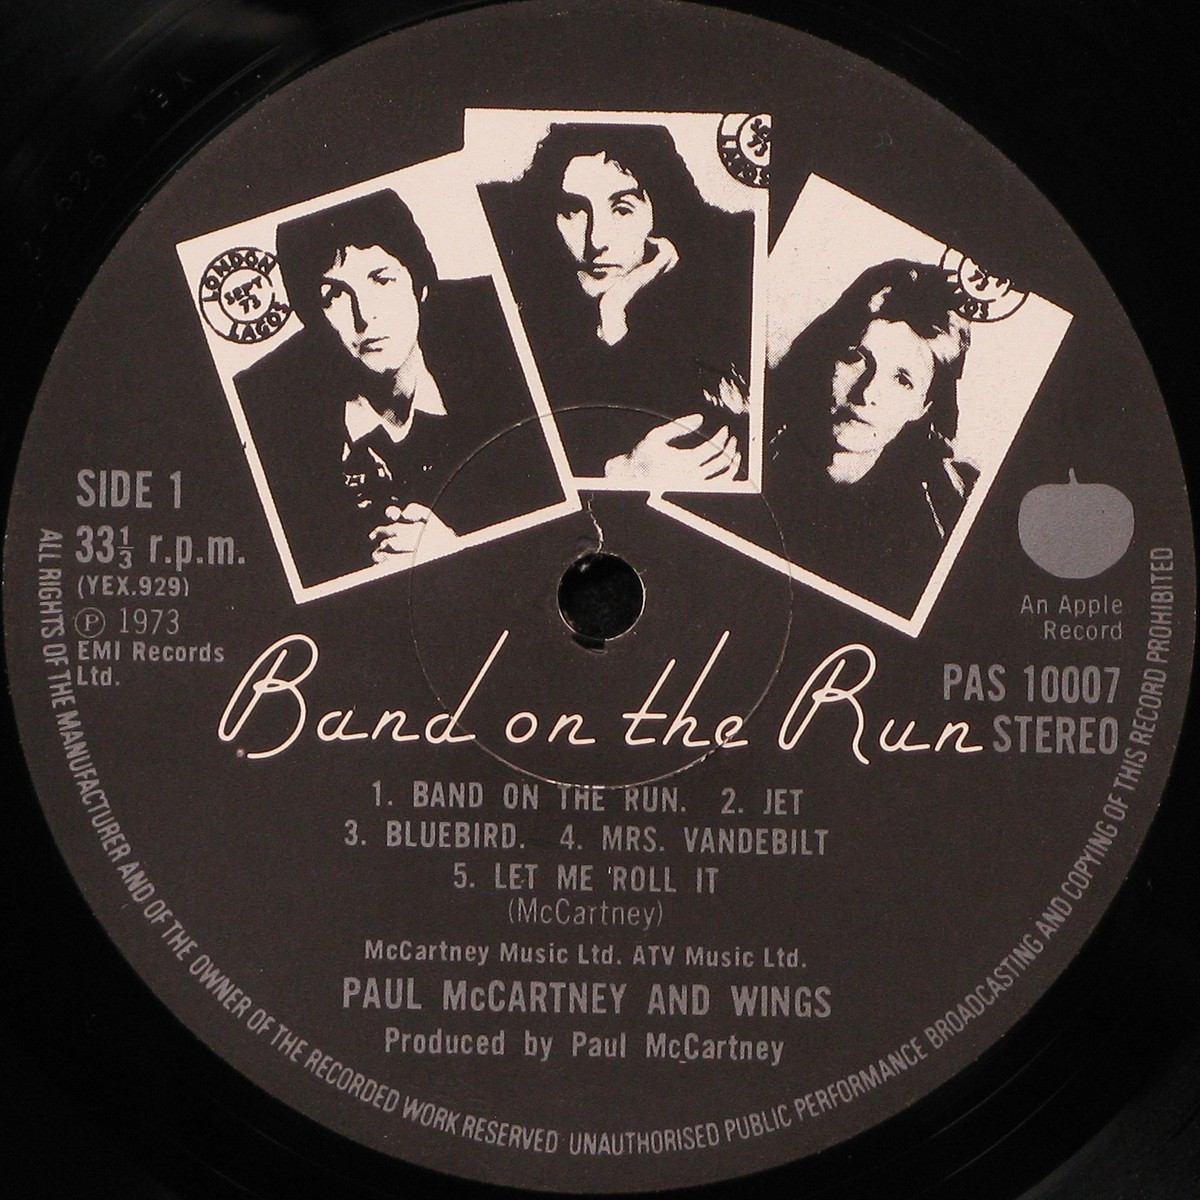 LONDON
SEPT
73
LAGOS
SIDE 1
33⅓ r.p.m.
(YEX.929)
Ⓟ 1973
EMI Records
Ltd.
An Apple
Record
PAS 10007
STEREO
Band on the Run
1. BAND ON THE RUN. 2. JET
3. BLUEBIRD. 4. MRS. VANDEBILT
5. LET ME ROLL IT
(McCartney)
McCartney Music Ltd. ATV Music Ltd.
PAUL McCARTNEY AND WINGS
Produced by Paul McCartney
ALL RIGHTS OF THE MANUFACTURER AND OF THE OWNER OF THE RECORDED WORK RESERVED UNAUTHORISED PUBLIC PERFORMANCE BROADCASTING AND COPYING OF THIS RECORD PROHIBITED